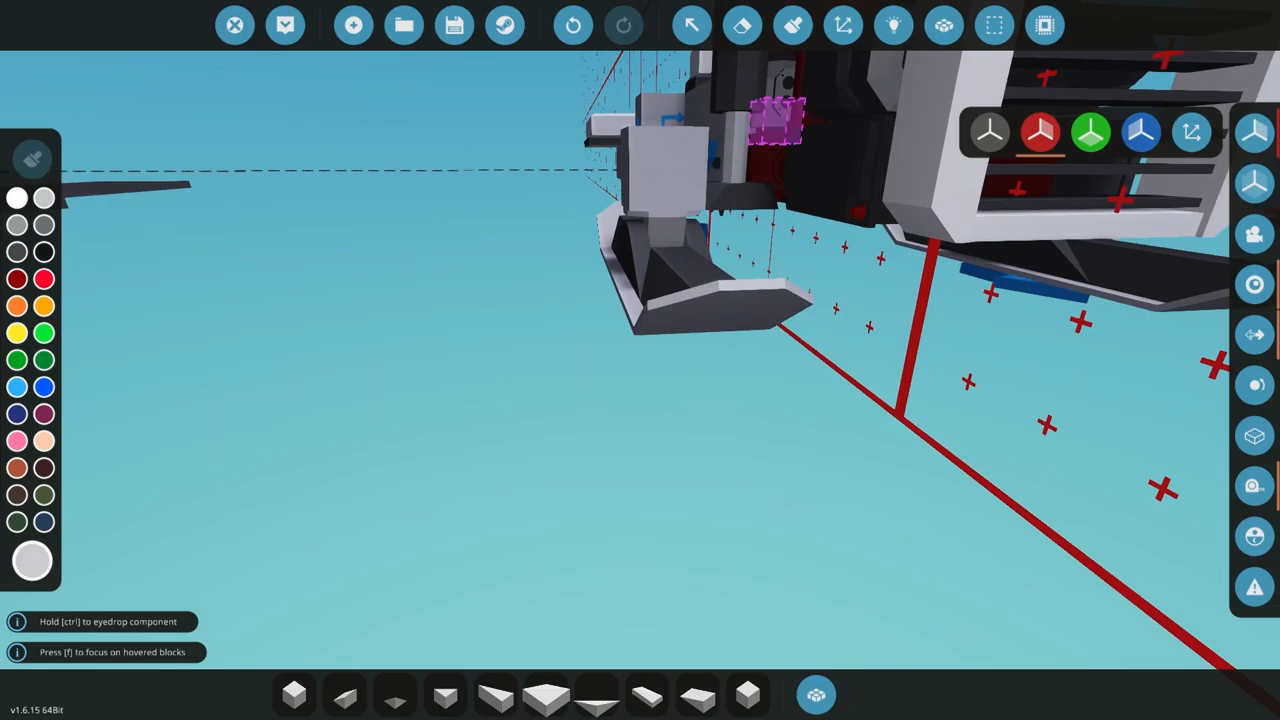 Hold [ctrl] to eyedrop component
Press [f] to focus on hovered blocks
v1.6.15 64Bit